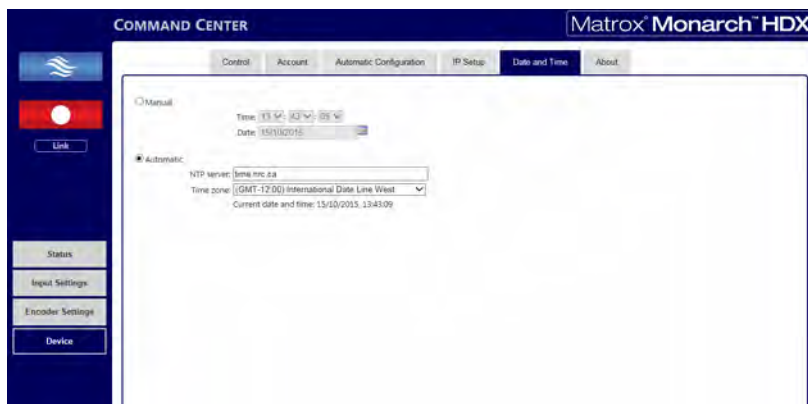 COMMAND CENTER
Matrox® Monarch™ HDX
Control Account Automatic Configuration IP Setup Date and Time About
Manual
Time: 13 : 43 : 05
Date: 15/10/2015
Link
Automatic
NTP server: time.nrc.ca
Time zone: (GMT-12:00) International Date Line West
Current date and time: 15/10/2015, 13:43:09
Status
Input Settings
Encoder Settings
Device